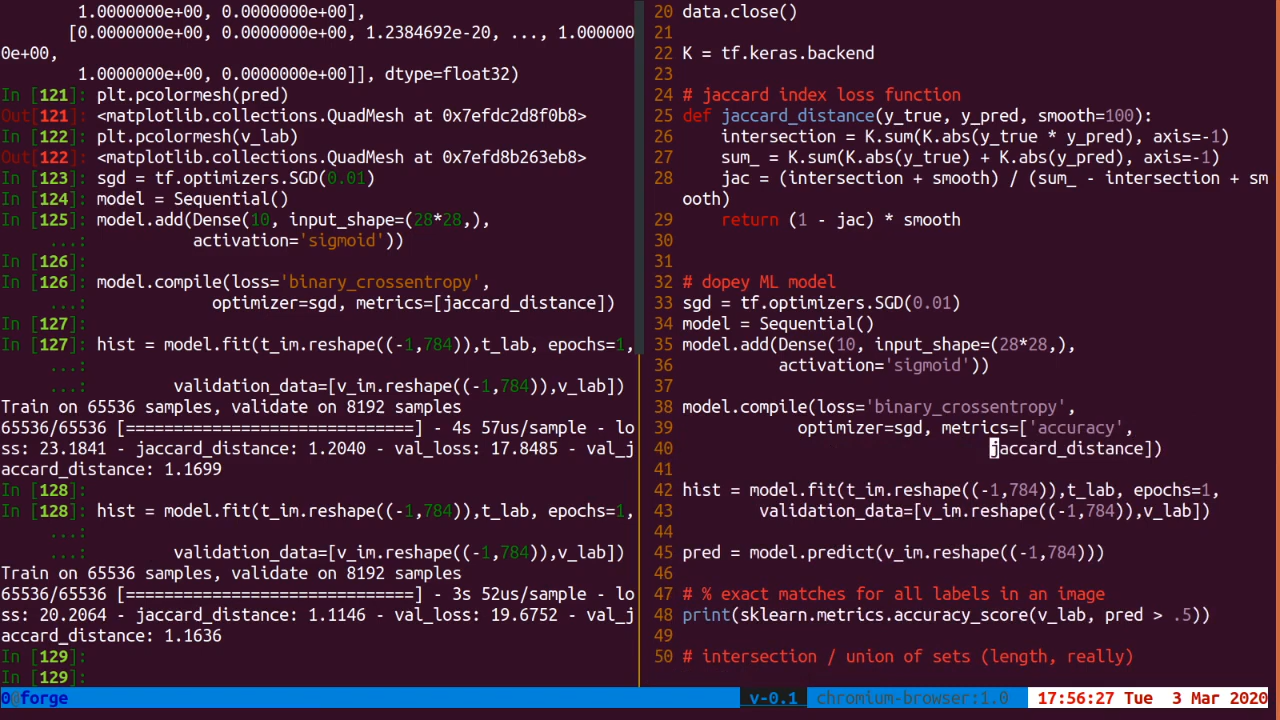 1.0000000e+00, 0.0000000e+00],
[0.0000000e+00, 0.0000000e+00, 1.2384692e-20, ..., 1.000000
0e+00,
1.0000000e+00, 0.0000000e+00]], dtype=float32)
In [121]: plt.pcolormesh(pred)
Out[121]: <matplotlib.collections.QuadMesh at 0x7efdc2d8f0b8>
In [122]: plt.pcolormesh(v_lab)
Out[122]: <matplotlib.collections.QuadMesh at 0x7efd8b263eb8>
In [123]: sgd = tf.optimizers.SGD(0.01)
In [124]: model = Sequential()
In [125]: model.add(Dense(10, input_shape=(28*28,),
...: activation='sigmoid'))
In [126]:
In [126]: model.compile(loss='binary_crossentropy',
...: optimizer=sgd, metrics=[jaccard_distance])
In [127]:
In [127]: hist = model.fit(t_im.reshape((-1,784)),t_lab, epochs=1,
...:
...: validation_data=[v_im.reshape((-1,784)),v_lab])
Train on 65536 samples, validate on 8192 samples
65536/65536 [==============================] - 4s 57us/sample - lo
ss: 23.1841 - jaccard_distance: 1.2040 - val_loss: 17.8485 - val_j
accard_distance: 1.1699
In [128]:
In [128]: hist = model.fit(t_im.reshape((-1,784)),t_lab, epochs=1,
...:
...: validation_data=[v_im.reshape((-1,784)),v_lab])
Train on 65536 samples, validate on 8192 samples
65536/65536 [==============================] - 3s 52us/sample - lo
ss: 20.2064 - jaccard_distance: 1.1146 - val_loss: 19.6752 - val_j
accard_distance: 1.1636
In [129]:
In [129]:
20 data.close()
21
22 K = tf.keras.backend
23
24 # jaccard index loss function
25 def jaccard_distance(y_true, y_pred, smooth=100):
26 intersection = K.sum(K.abs(y_true * y_pred), axis=-1)
27 sum_ = K.sum(K.abs(y_true) + K.abs(y_pred), axis=-1)
28 jac = (intersection + smooth) / (sum_ - intersection + sm
ooth)
29 return (1 - jac) * smooth
30
31
32 # dopey ML model
33 sgd = tf.optimizers.SGD(0.01)
34 model = Sequential()
35 model.add(Dense(10, input_shape=(28*28,),
36 activation='sigmoid'))
37
38 model.compile(loss='binary_crossentropy',
39 optimizer=sgd, metrics=['accuracy',
40 jaccard_distance])
41
42 hist = model.fit(t_im.reshape((-1,784)),t_lab, epochs=1,
43 validation_data=[v_im.reshape((-1,784)),v_lab])
44
45 pred = model.predict(v_im.reshape((-1,784)))
46
47 # % exact matches for all labels in an image
48 print(sklearn.metrics.accuracy_score(v_lab, pred > .5))
49
50 # intersection / union of sets (length, really)
0@forge v-0.1 chromium-browser:1.0 17:56:27 Tue 3 Mar 2020